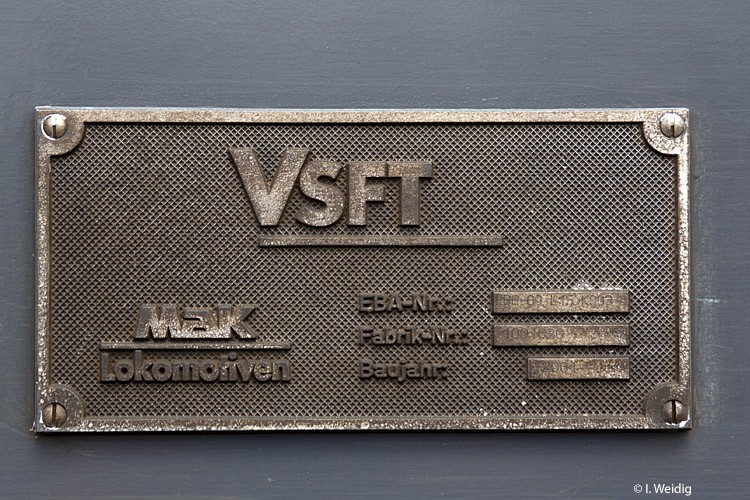 VSFT
MaK
Lokomotiven
EBA-Nr.:
Fabrik-Nr.:
Baujahr:
© I. Weidig